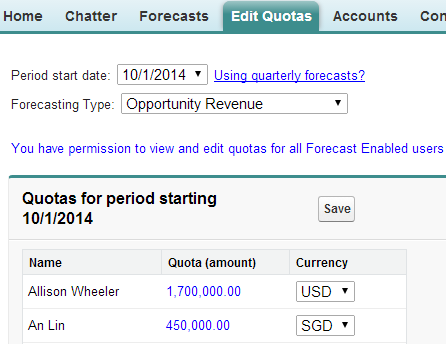 Home Chatter Forecasts Edit Quotas Accounts Con
Period start date: 10/1/2014 Using quarterly forecasts?
Forecasting Type: Opportunity Revenue
You have permission to view and edit quotas for all Forecast Enabled users
Quotas for period starting
10/1/2014
Save
Name Quota (amount) Currency
Allison Wheeler 1,700,000.00 USD
An Lin 450,000.00 SGD